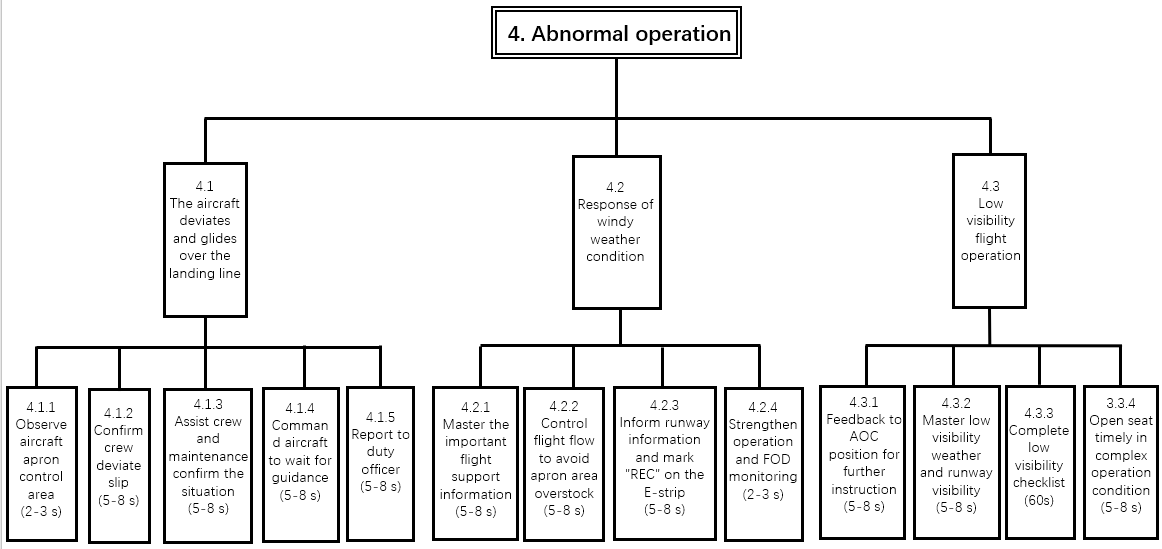 4. Abnormal operation
4.1
The aircraft
deviates
and glides
over the
landing line
4.2
Response of
windy
weather
condition
4.3
Low
visibility
flight
operation
4.1.1
Observe
aircraft
apron
control
area
(2-3 s)
4.1.2
Confirm
crew
deviate
slip
(5-8 s)
4.1.3
Assist crew
and
maintenance
confirm the
situation
(5-8 s)
4.1.4
Comman
d aircraft
to wait for
guidance
(5-8 s)
4.1.5
Report to
duty
officer
(5-8 s)
4.2.1
Master the
important
flight
support
information
(5-8 s)
4.2.2
Control
flight flow
to avoid
apron area
overstock
(5-8 s)
4.2.3
Inform runway
information
and mark
"REC" on the
E-strip
(5-8 s)
4.2.4
Strengthen
operation
and FOD
monitoring
(2-3 s)
4.3.1
Feedback to
AOC
position for
further
instruction
(5-8 s)
4.3.2
Master low
visibility
weather
and runway
visibility
(5-8 s)
4.3.3
Complete
low
visibility
checklist
(60s)
3.3.4
Open seat
timely in
complex
operation
condition
(5-8 s)